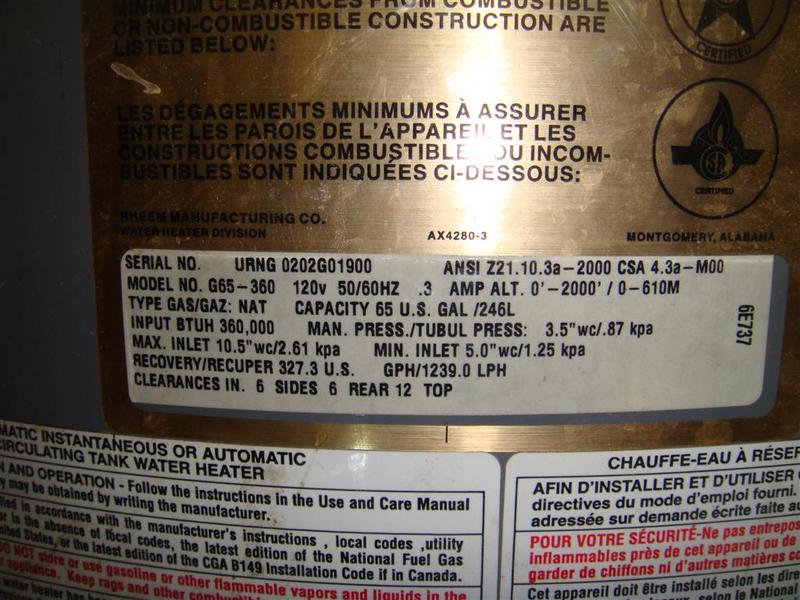 MINIMUM CLEARANCES FROM COMBUSTIBLE
OR NON-COMBUSTIBLE CONSTRUCTION ARE
LISTED BELOW:
CERTIFIED
LES DÉGAGEMENTS MINIMUMS À ASSURER
ENTRE LES PAROIS DE L'APPAREIL ET LES
CONSTRUCTIONS COMBUSTIBLE OU INCOM-
BUSTIBLES SONT INDIQUÉES CI-DESSOUS:
CERTIFIED
RHEEM MANUFACTURING CO.
WATER HEATER DIVISION
AX4280-3
MONTGOMERY, ALABAMA
SERIAL NO. URNG 0202G01900 ANSI Z21.10.3a-2000 CSA 4.3a-M00
MODEL NO. G65-360 120v 50/60HZ .3 AMP ALT. 0'-2000' / 0-610M
TYPE GAS/GAZ: NAT CAPACITY 65 U.S. GAL /246L
INPUT BTUH 360,000 MAN. PRESS./TUBUL PRESS: 3.5"wc/.87 kpa
MAX. INLET 10.5"wc/2.61 kpa MIN. INLET 5.0"wc/1.25 kpa
RECOVERY/RECUPER 327.3 U.S. GPH/1239.0 LPH
CLEARANCES IN. 6 SIDES 6 REAR 12 TOP
6E737
MATIC INSTANTANEOUS OR AUTOMATIC
CIRCULATING TANK WATER HEATER
N AND OPERATION - Follow the instructions in the Use and Care Manual
y may be obtained by writing the manufacturer.
lled in accordance with the manufacturer's instructions , local codes ,utility
or in the absence of local codes, the latest edition of the National Fuel Gas
nited States, or the latest edition of the CGA B149 Installation Code if in Canada.
DO NOT store or use gasoline or other flammable vapors and liquids in the
appliance. Keep rags and other
water heater has
CHAUFFE-EAU À RÉSER
AFIN D'INSTALLER ET D'UTILISER
directives du mode d'emploi fourni.
adressée sur demande écrite faite au
POUR VOTRE SÉCURITÉ-Ne pas entrepos
inflammables près de cet appareil ou de
garder de chiffons ni d'autres matières co
Cet appareil doit être installé selon les dire
selon le National